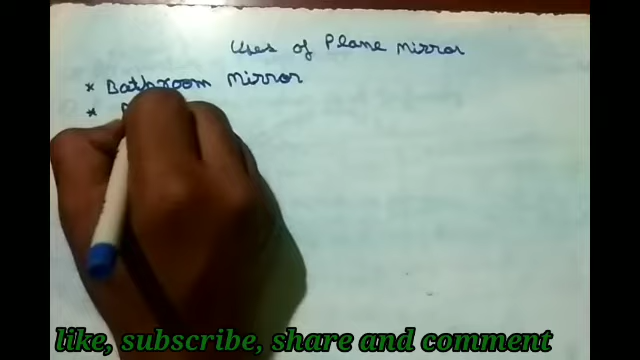 Uses of Plane Mirror
* Bathroom Mirror
*
like, subscribe, share and comment